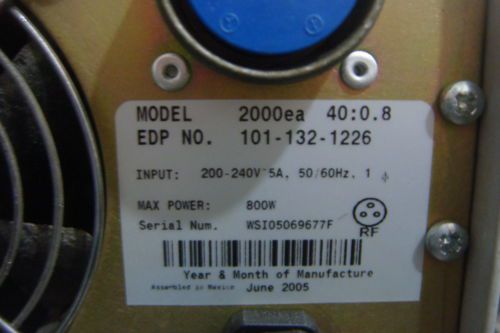 MODEL 2000ea 40:0.8
EDP NO. 101-132-1226
INPUT: 200-240V~5A, 50/60Hz, 1 ϕ
MAX POWER: 800W
Serial Num. WSI05069677F
RF
Year & Month of Manufacture
Assembled in Mexico June 2005